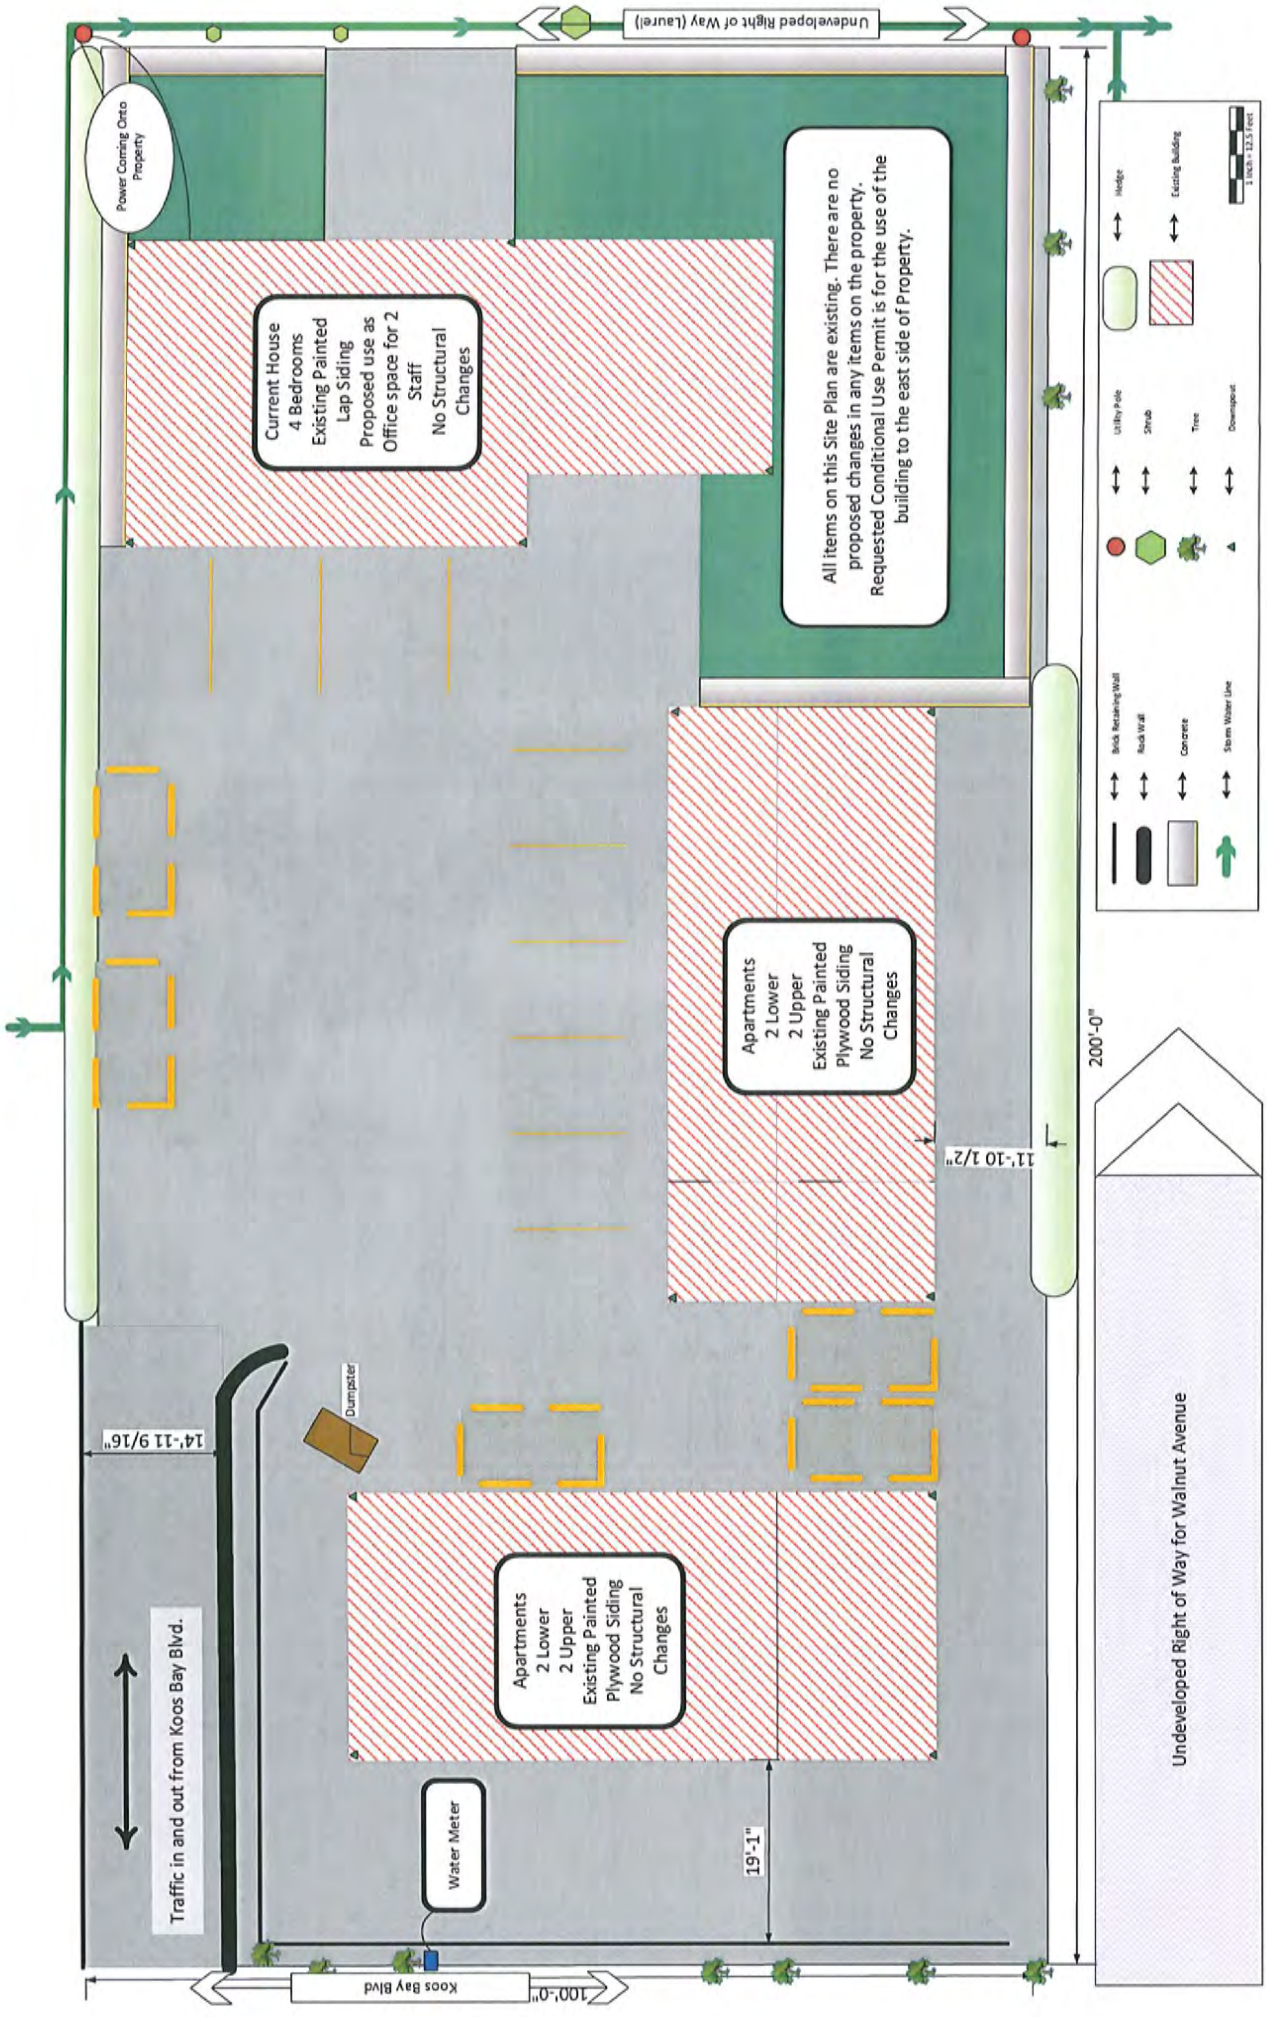 Undeveloped Right of Way (Laurel)
Power Coming Onto
Property
Current House
4 Bedrooms
Existing Painted
Lap Siding
Proposed use as
Office space for 2
Staff
No Structural
Changes
All items on this Site Plan are existing. There are no
proposed changes in any items on the property.
Requested Conditional Use Permit is for the use of the
building to the east side of Property.
Apartments
2 Lower
2 Upper
Existing Painted
Plywood Siding
No Structural
Changes
11'-10 1/2"
200'-0"
14'-11 9/16"
Dumpster
Traffic in and out from Koos Bay Blvd.
Apartments
2 Lower
2 Upper
Existing Painted
Plywood Siding
No Structural
Changes
Water Meter
19'-1"
Koos Bay Blvd
100'-0"
Undeveloped Right of Way for Walnut Avenue
Brick Retaining Wall
Rock Wall
Concrete
Storm Water Line
Utility Pole
Shrub
Tree
Downspout
Hedge
Existing Building
1 inch = 12.5 Feet